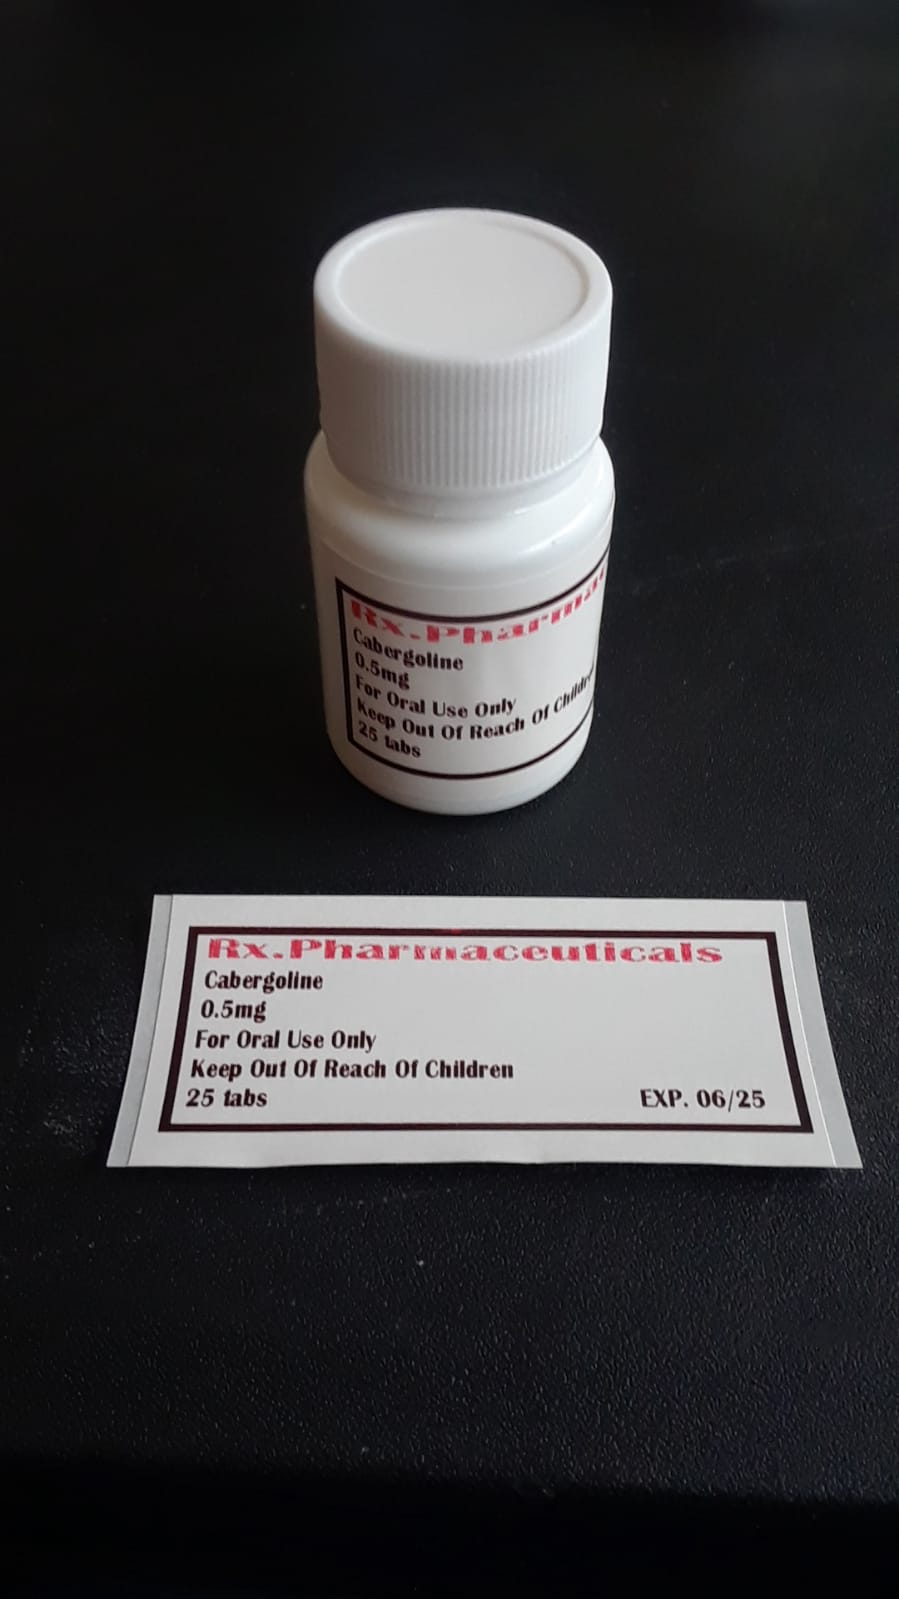 Rx.Pharmac
Cabergoline
0.5mg
For Oral Use Only
Keep Out Of Reach Of Childre
25 tabs
Rx.Pharmaceuticals
Cabergoline
0.5mg
For Oral Use Only
Keep Out Of Reach Of Children
25 tabs EXP. 06/25